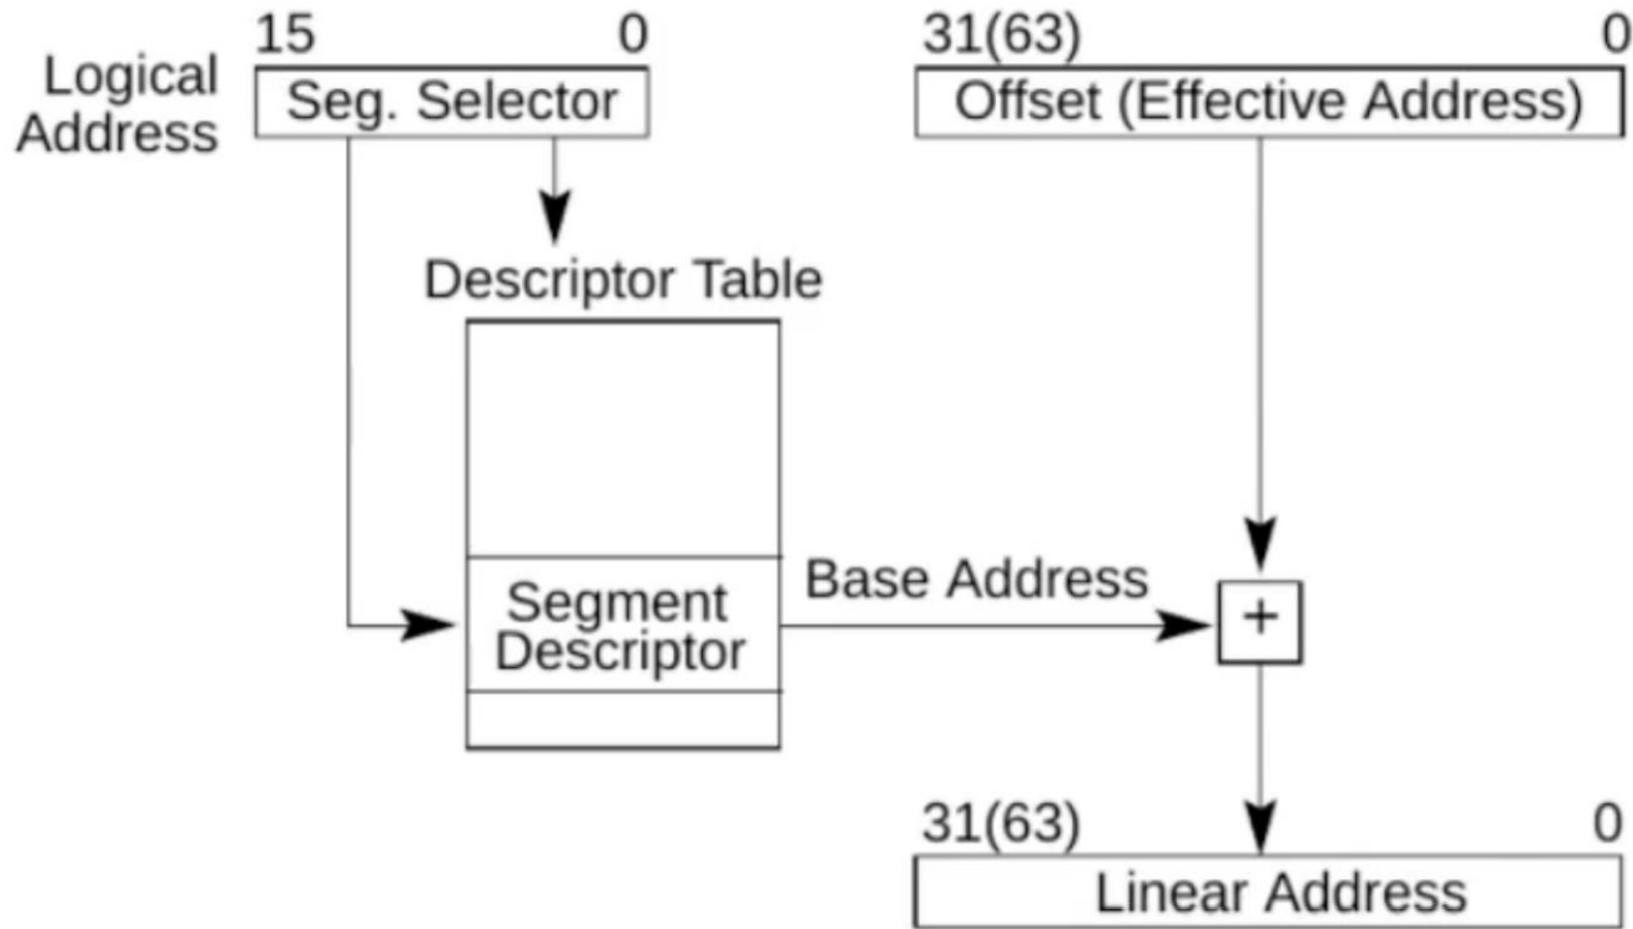 15 0
31(63) 0
Logical
Address
Seg. Selector
Offset (Effective Address)
Descriptor Table
Segment
Descriptor
Base Address
+
31(63) 0
Linear Address